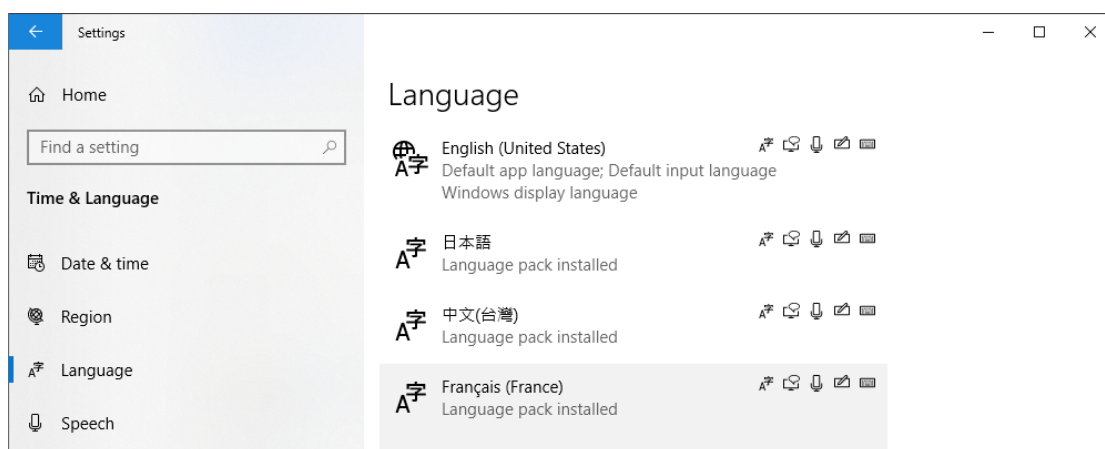 Settings
Home
Find a setting
Time & Language
Date & time
Region
Language
Speech
Language
English (United States)
Default app language; Default input language
Windows display language
日本語
Language pack installed
中文(台灣)
Language pack installed
Français (France)
Language pack installed